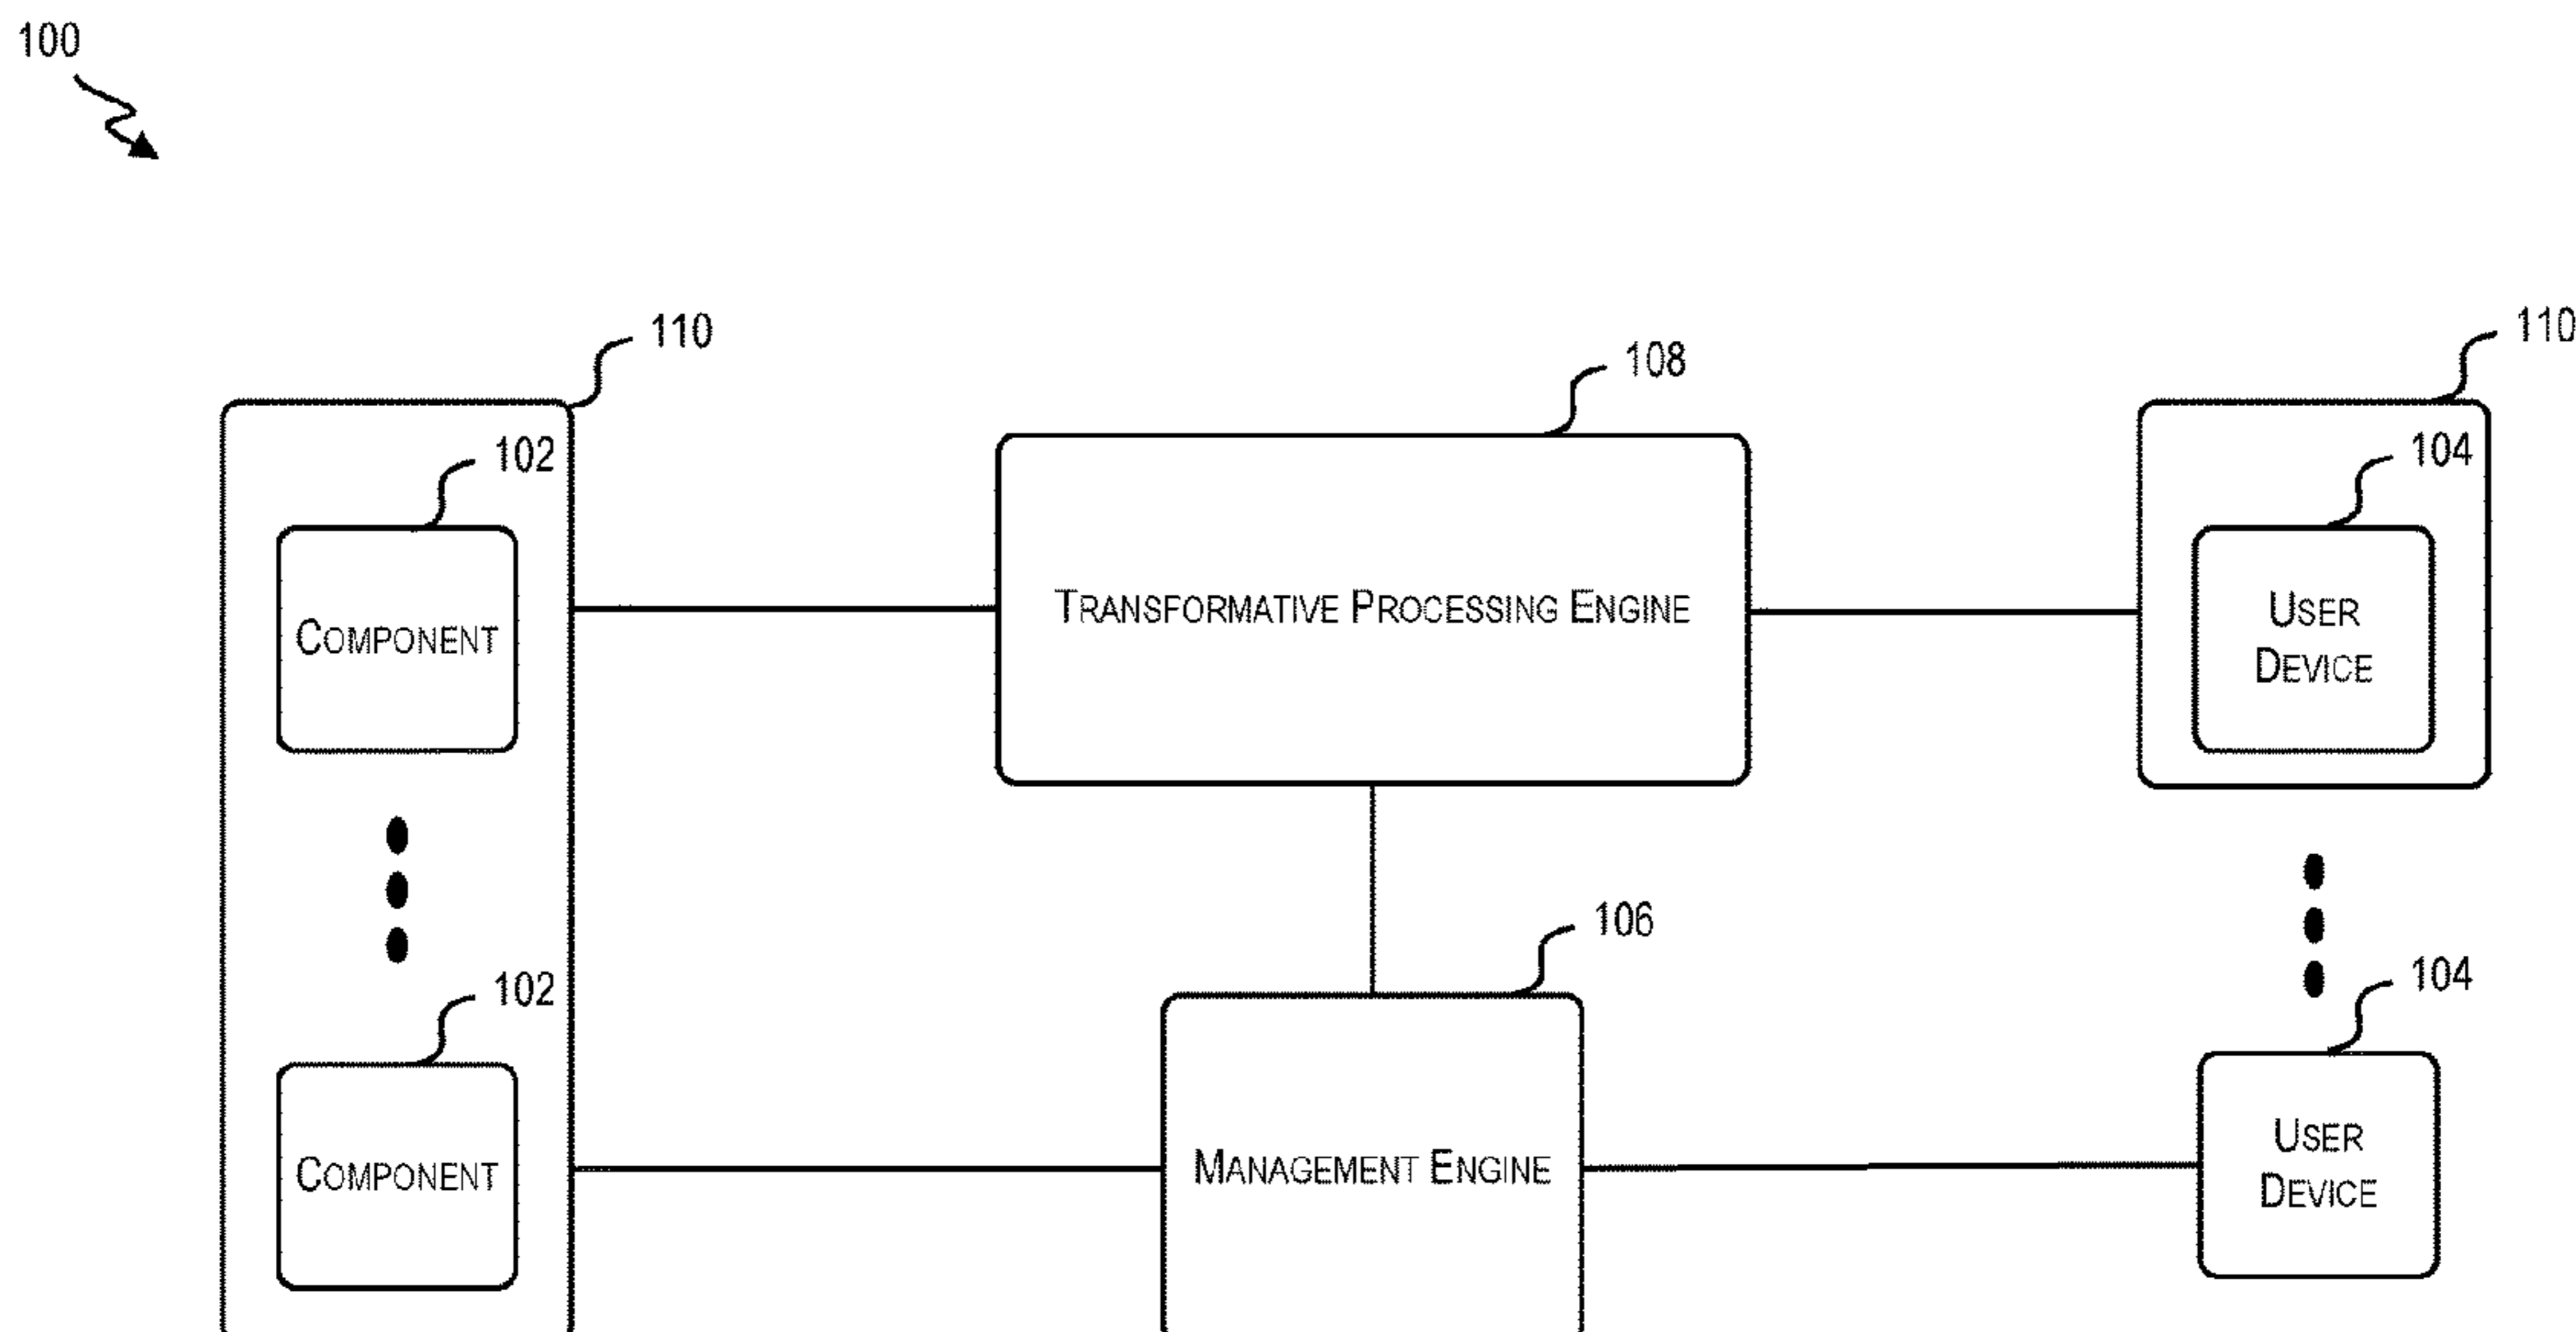 100
110
110
108
102
104
TRANSFORMATIVE PROCESSING ENGINE
USER
DEVICE
COMPONENT
106
102
104
COMPONENT
MANAGEMENT ENGINE
USER
DEVICE